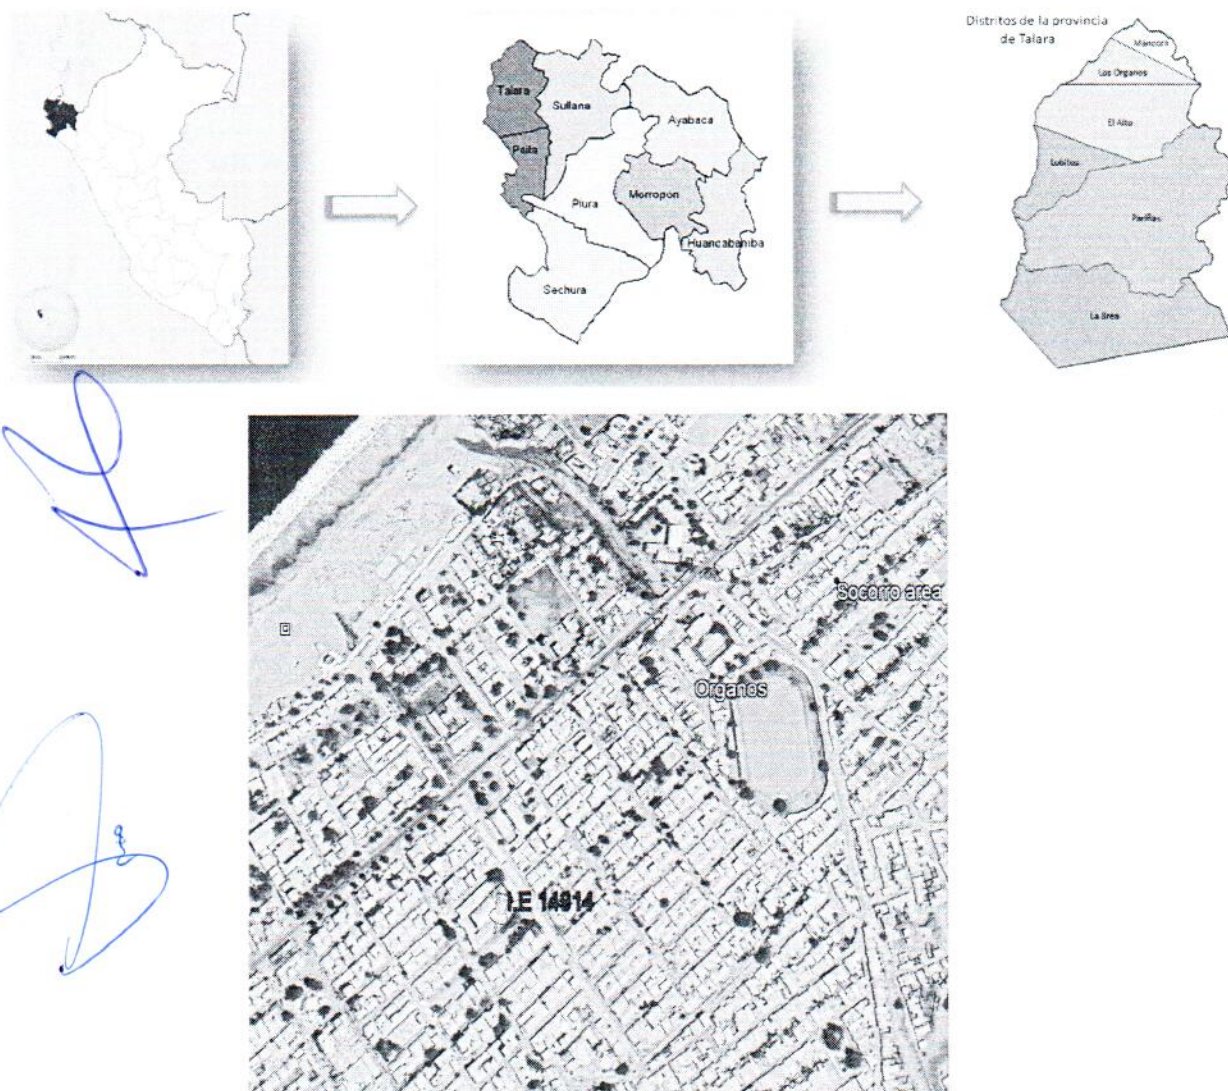 Distritos de la provincia
de Talara
Talara
Sullana
Ayabaca
Paita
Morropón
Piura
Huancabamba
Sechura
Mancora
Los Organos
El Alto
Lobitos
Pariñas
La Brea
Socorro area
Organos
I.E 14914